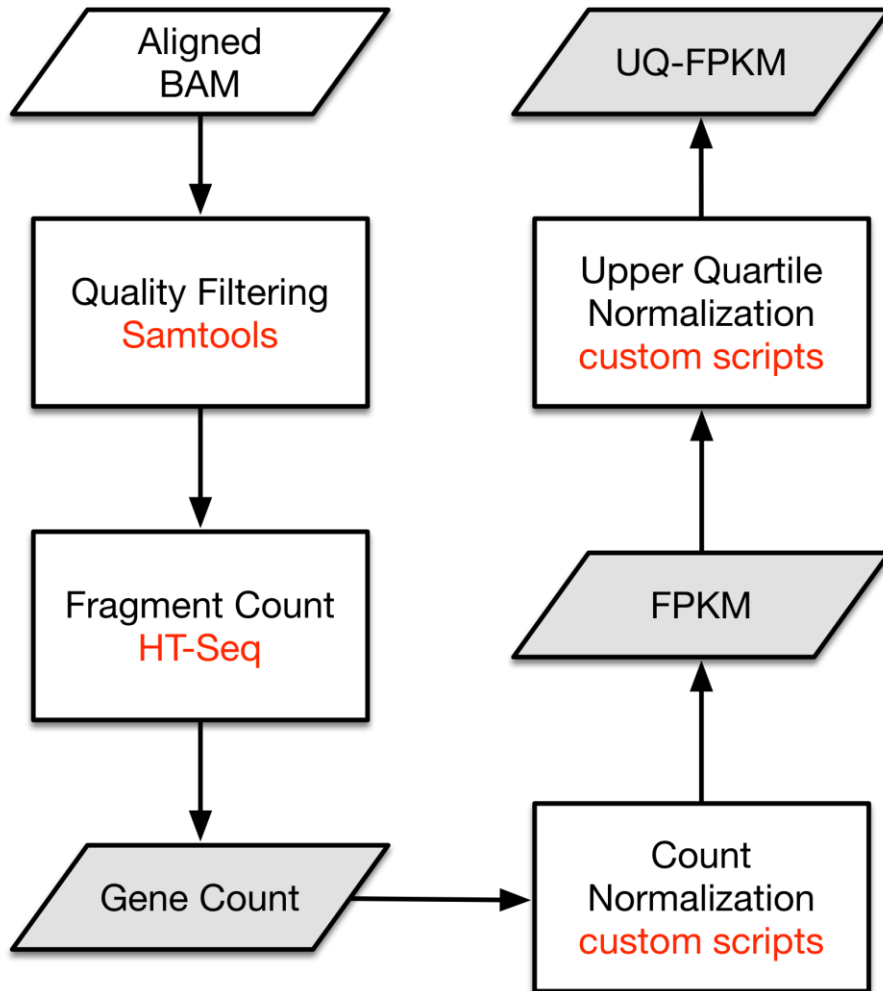 Aligned
BAM
Quality Filtering
Samtools
Fragment Count
HT-Seq
Gene Count
Count
Normalization
custom scripts
FPKM
Upper Quartile
Normalization
custom scripts
UQ-FPKM